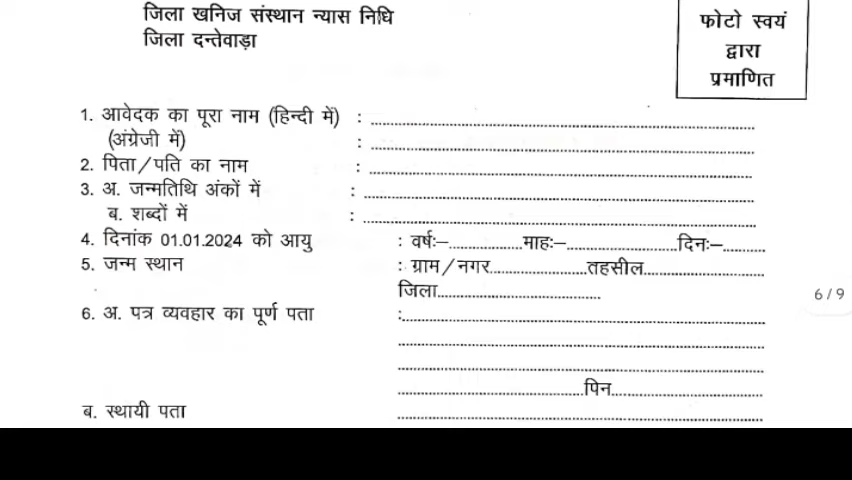 जिला खनिज संस्थान न्यास निधि
जिला दन्तेवाड़ा
फोटो स्वयं
द्वारा
प्रमाणित
1. आवेदक का पूरा नाम (हिन्दी में) : ........................
(अंग्रेजी में) : ........................
2. पिता/पति का नाम : ........................
3. अ. जन्मतिथि अंकों में : ........................
ब. शब्दों में : ........................
4. दिनांक 01.01.2024 को आयु : वर्षः–...............माहः–......................दिनः–.........
5. जन्म स्थान : ग्राम/नगर....................तहसील........................
जिला.................................
6. अ. पत्र व्यवहार का पूर्ण पता :........................
........................
........................
........................पिन........................
ब. स्थायी पता ........................
6/9